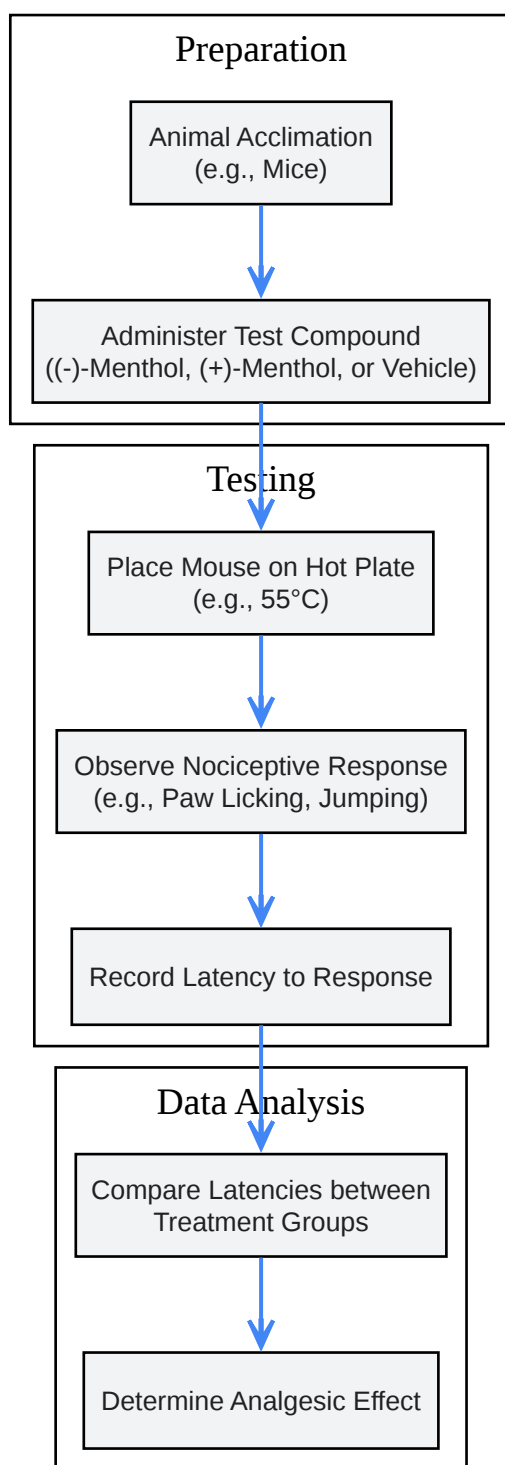 Preparation
Animal Acclimation
(e.g., Mice)
Administer Test Compound
((-)-Menthol, (+)-Menthol, or Vehicle)
Testing
Place Mouse on Hot Plate
(e.g., 55°C)
Observe Nociceptive Response
(e.g., Paw Licking, Jumping)
Record Latency to Response
Data Analysis
Compare Latencies between
Treatment Groups
Determine Analgesic Effect